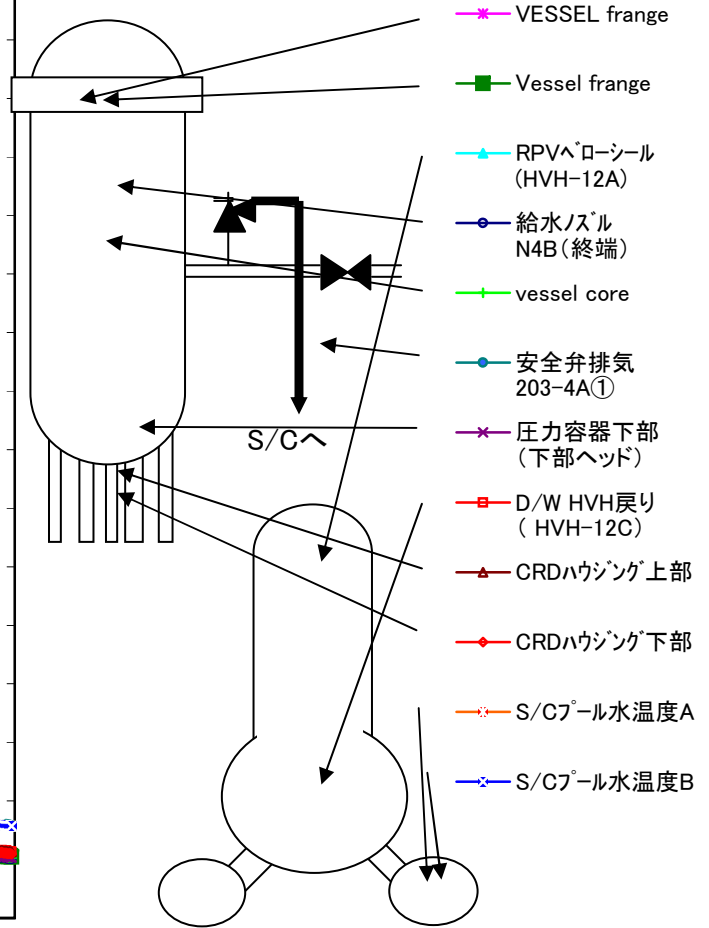 VESSEL frange
Vessel frange
RPVﾍﾞﾛｰｼｰﾙ
(HVH-12A)
給水ﾉｽﾞﾙ
N4B(終端)
vessel core
安全弁排気
203-4A①
圧力容器下部
(下部ヘッド)
D/W HVH戻り
( HVH-12C)
CRDﾊｳｼﾞﾝｸﾞ上部
CRDﾊｳｼﾞﾝｸﾞ下部
S/Cﾌﾟｰﾙ水温度A
S/Cﾌﾟｰﾙ水温度B
S/Cへ